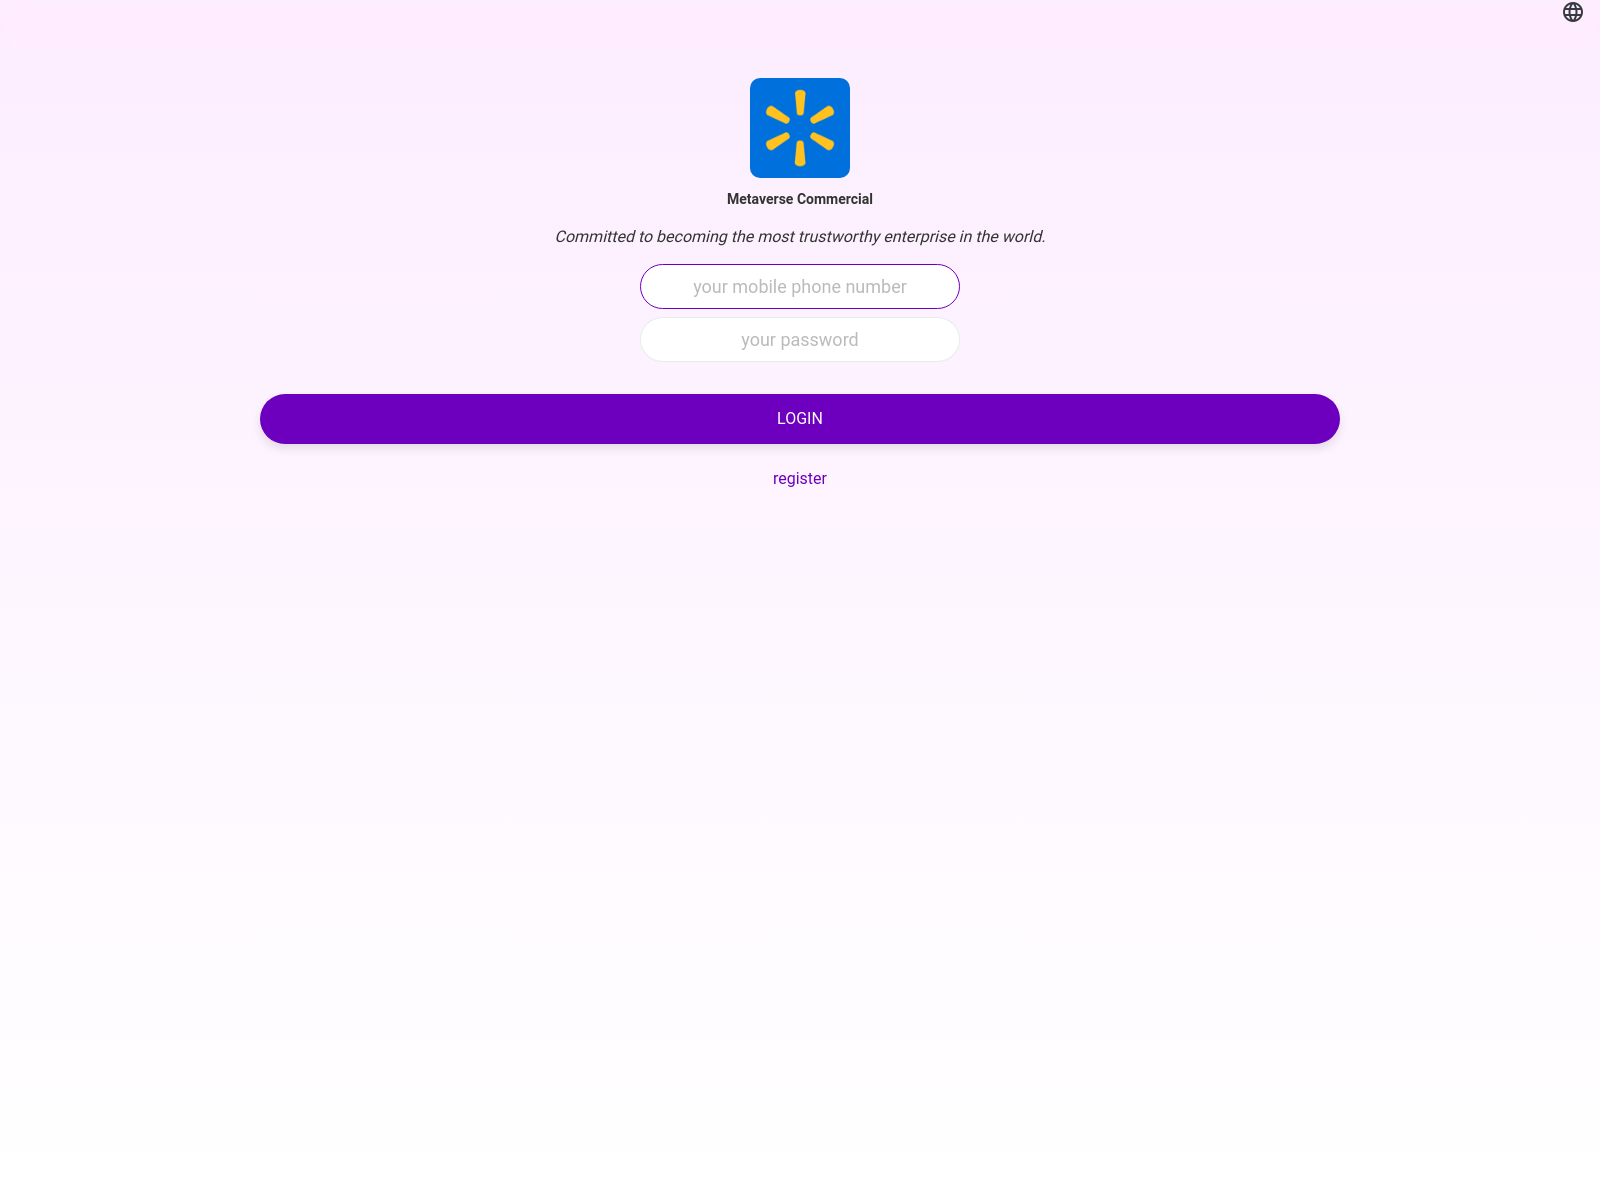 Metaverse Commercial
Committed to becoming the most trustworthy enterprise in the world.
your mobile phone number
your password
LOGIN
register